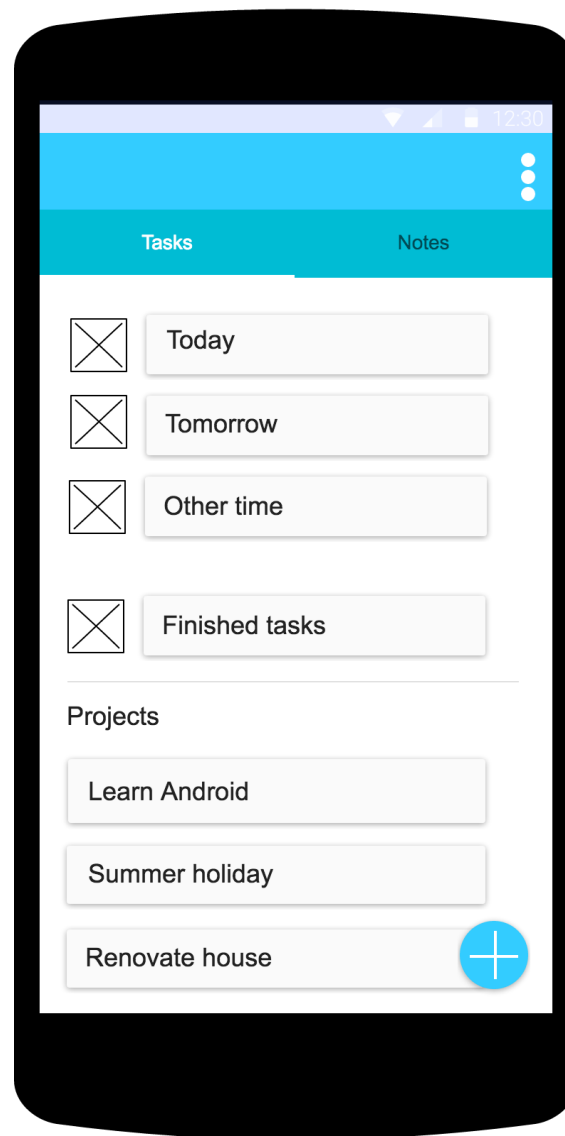 12:30
Tasks
Notes
Today
Tomorrow
Other time
Finished tasks
Projects
Learn Android
Summer holiday
Renovate house